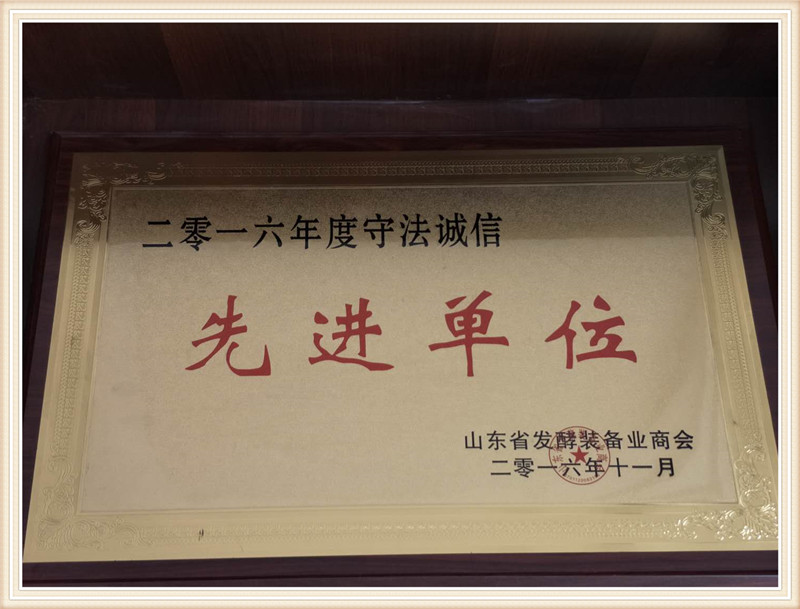 二零一六年度守法诚信
先进单位
山东省发酵装备业商会
二零一六年十一月